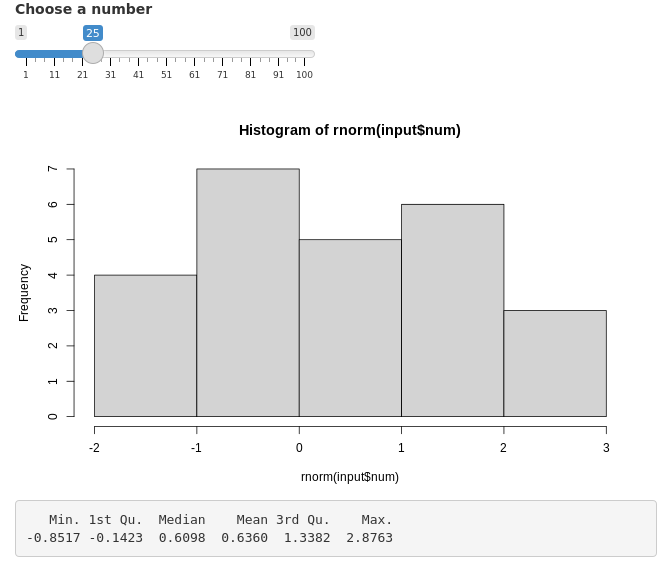 Choose a number
1 25 100
1 11 21 31 41 51 61 71 81 91 100
Histogram of rnorm(input$num)
7
6
5
4
3
2
1
0
Frequency
-2 -1 0 1 2 3
rnorm(input$num)
Min. 1st Qu. Median Mean 3rd Qu. Max.
-0.8517 -0.1423 0.6098 0.6360 1.3382 2.8763